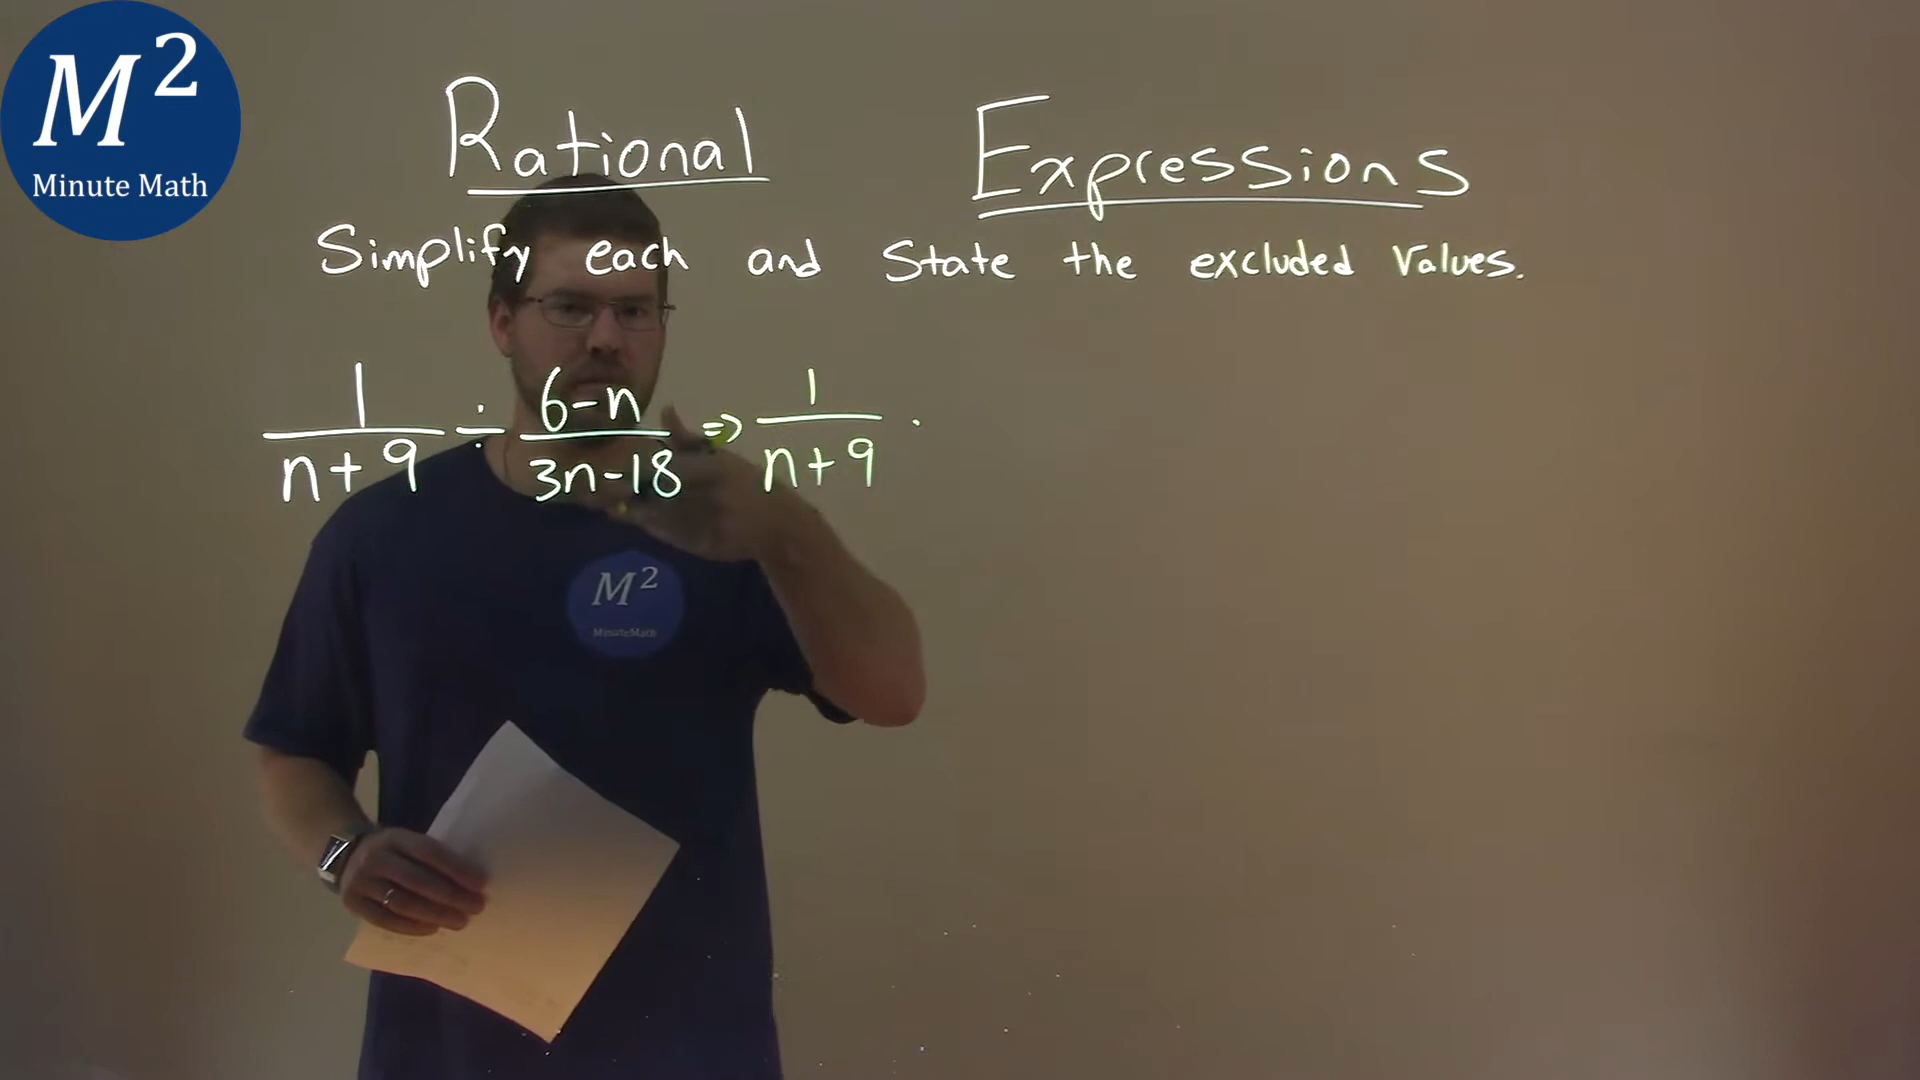 M²
Minute Math
Rational Expressions
Simplify each and State the excluded Values.
1/(n+9) ÷ (6-n)/(3n-18) => 1/(n+9) ·
M²
MinuteMath